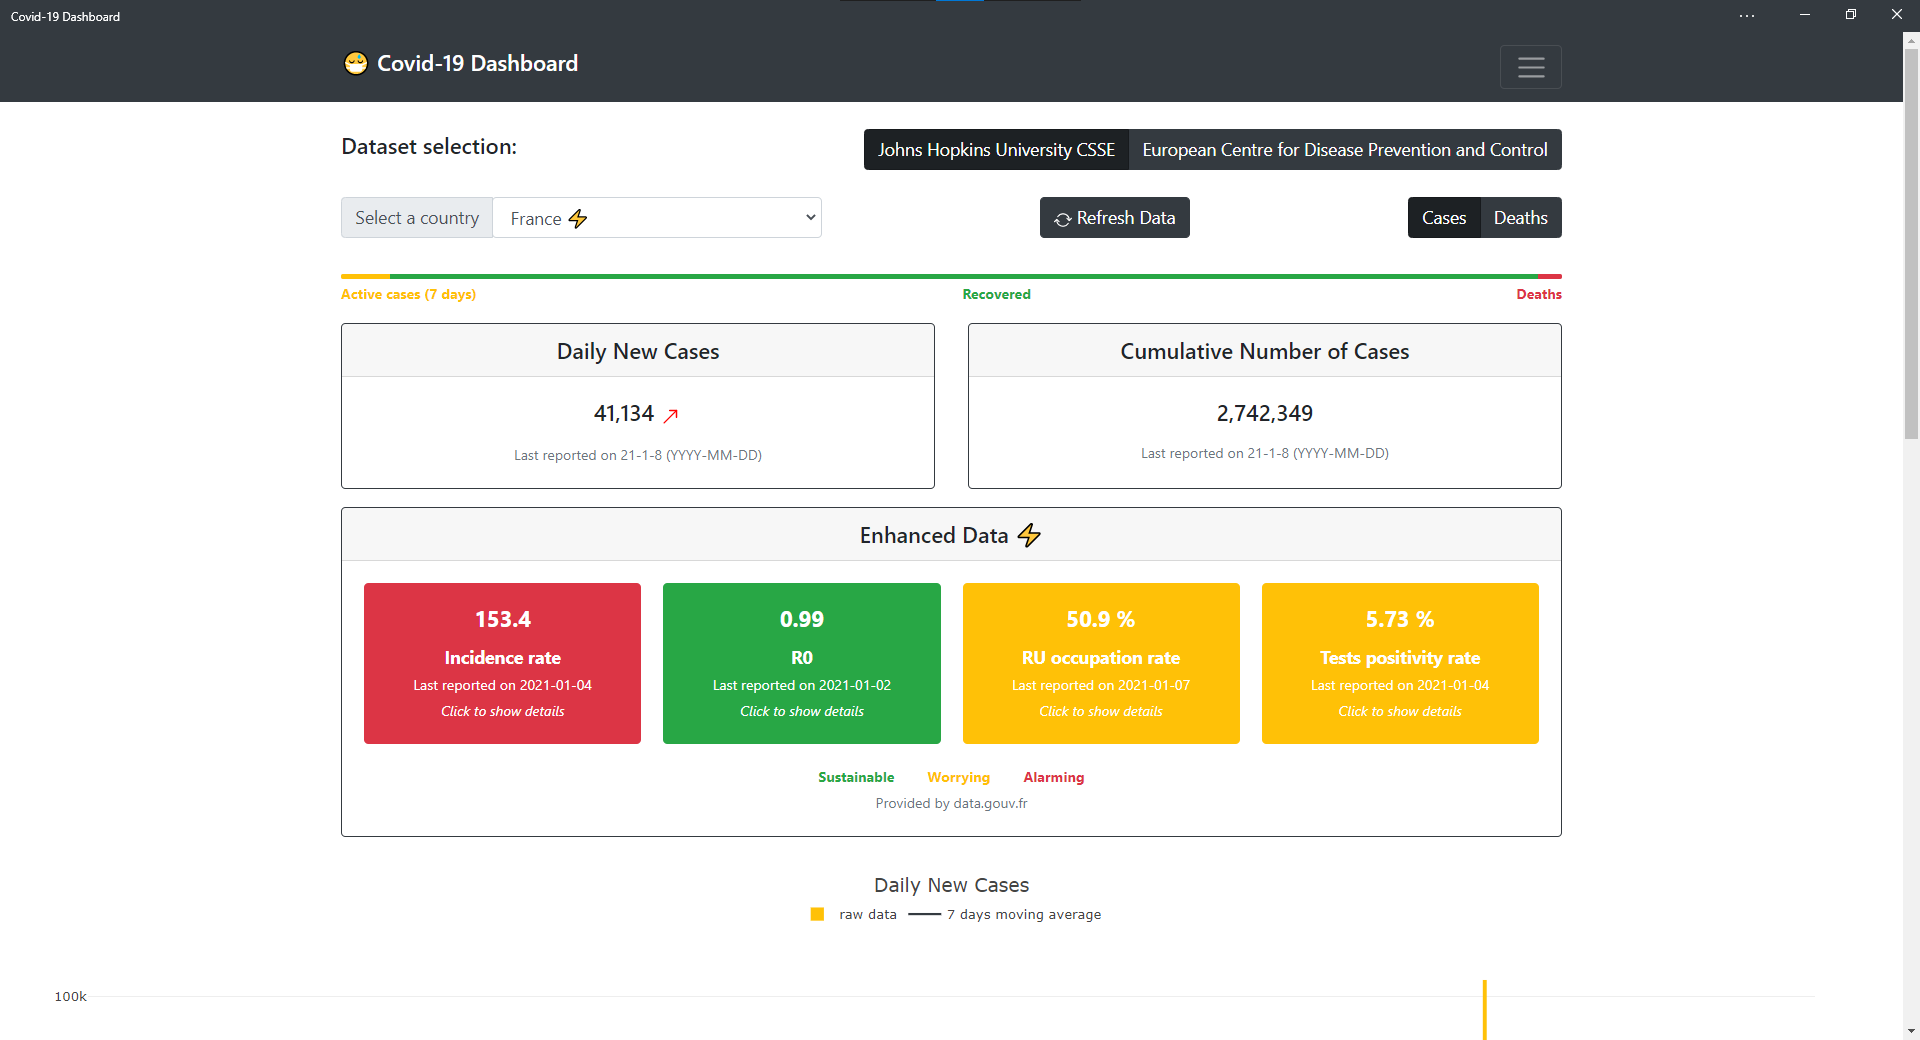 Covid-19 Dashboard
Covid-19 Dashboard
Dataset selection:
Johns Hopkins University CSSE
European Centre for Disease Prevention and Control
Select a country
France ⚡
Refresh Data
Cases
Deaths
Active cases (7 days)
Recovered
Deaths
Daily New Cases
41,134
Last reported on 21-1-8 (YYYY-MM-DD)
Cumulative Number of Cases
2,742,349
Last reported on 21-1-8 (YYYY-MM-DD)
Enhanced Data ⚡
153.4
Incidence rate
Last reported on 2021-01-04
Click to show details
0.99
R0
Last reported on 2021-01-02
Click to show details
50.9 %
RU occupation rate
Last reported on 2021-01-07
Click to show details
5.73 %
Tests positivity rate
Last reported on 2021-01-04
Click to show details
Sustainable
Worrying
Alarming
Provided by data.gouv.fr
Daily New Cases
raw data
7 days moving average
100k